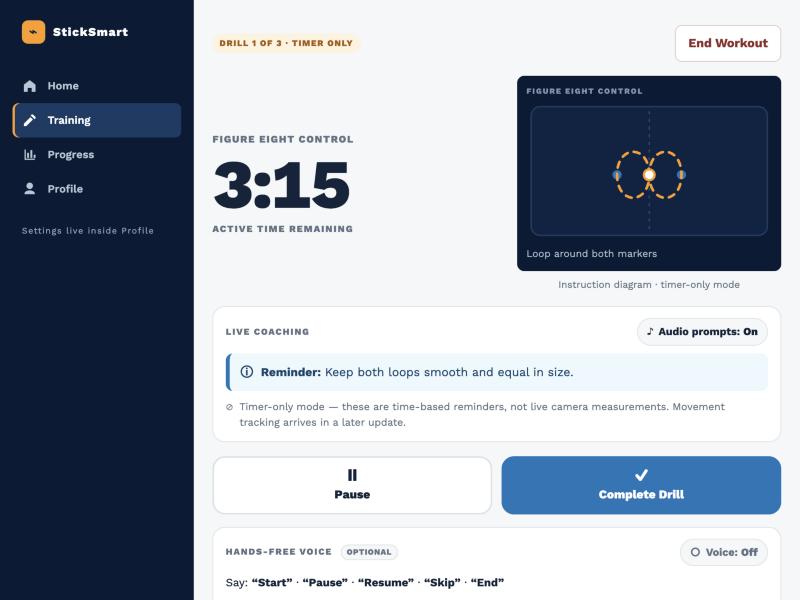 StickSmart
Home
Training
Progress
Profile
Settings live inside Profile
DRILL 1 OF 3 · TIMER ONLY
End Workout
FIGURE EIGHT CONTROL
3:15
ACTIVE TIME REMAINING
FIGURE EIGHT CONTROL
Loop around both markers
Instruction diagram · timer-only mode
LIVE COACHING
♪ Audio prompts: On
Reminder: Keep both loops smooth and equal in size.
⊘ Timer-only mode — these are time-based reminders, not live camera measurements. Movement
tracking arrives in a later update.
Pause
Complete Drill
HANDS-FREE VOICE OPTIONAL
Voice: Off
Say: “Start” · “Pause” · “Resume” · “Skip” · “End”